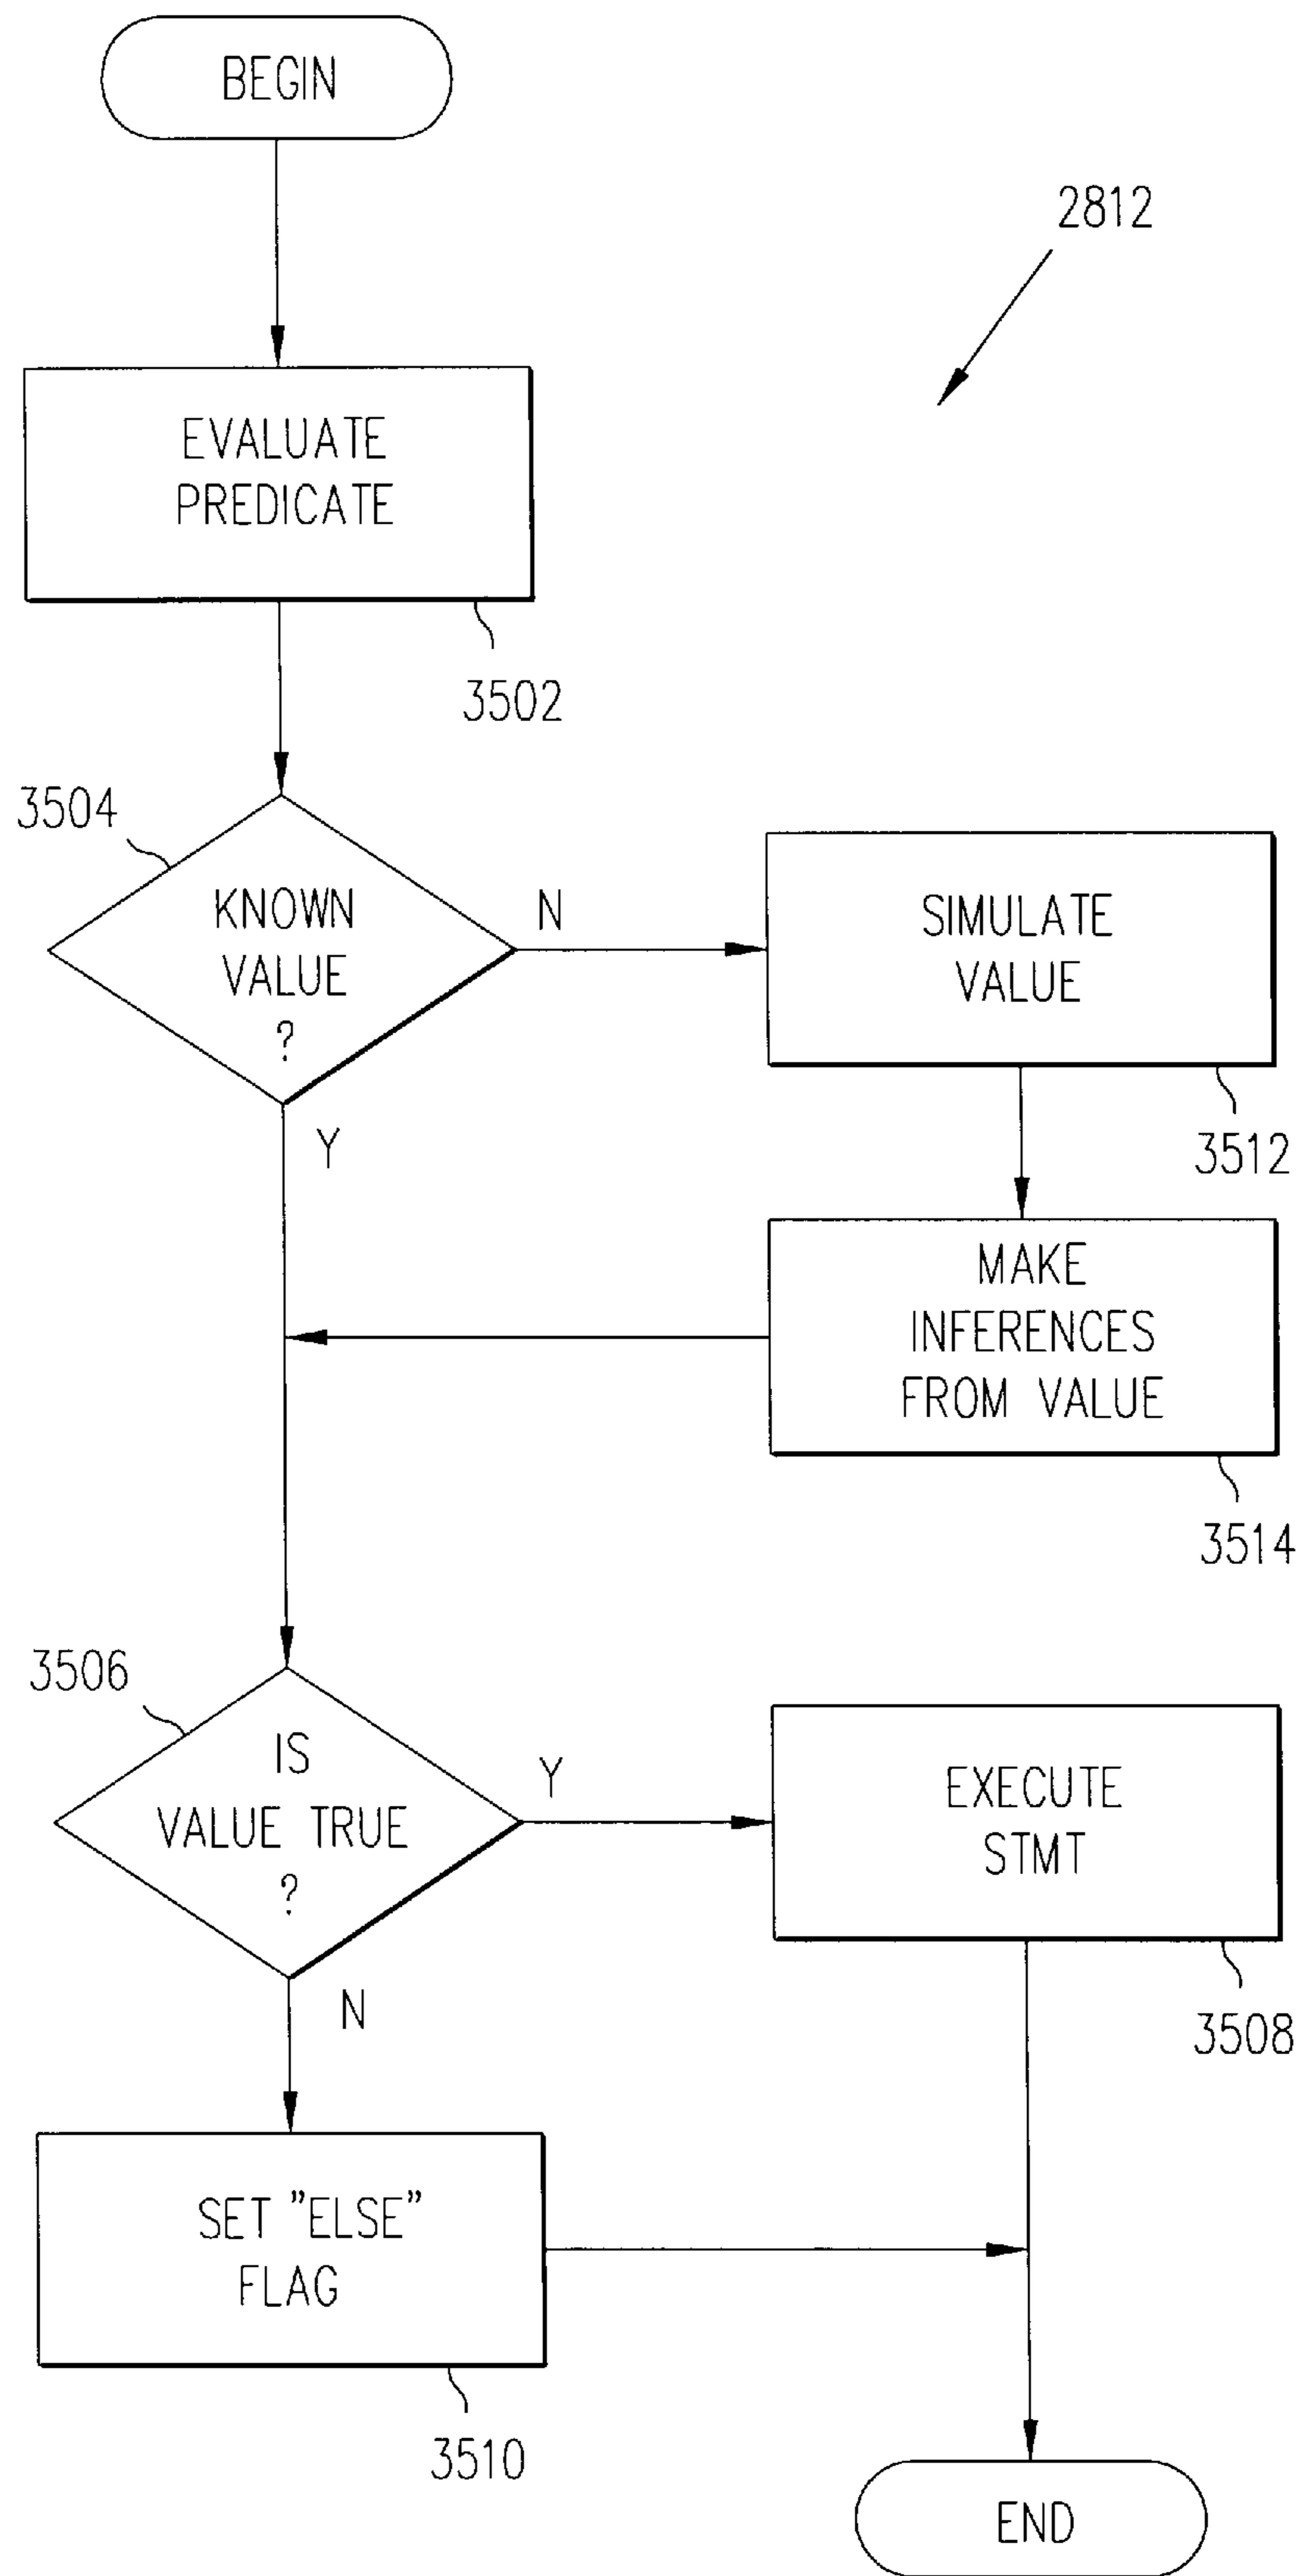 BEGIN
2812
EVALUATE
PREDICATE
3502
3504
KNOWN
VALUE
?
N
Y
SIMULATE
VALUE
3512
MAKE
INFERENCES
FROM VALUE
3514
3506
IS
VALUE TRUE
?
Y
N
EXECUTE
STMT
3508
SET "ELSE"
FLAG
3510
END